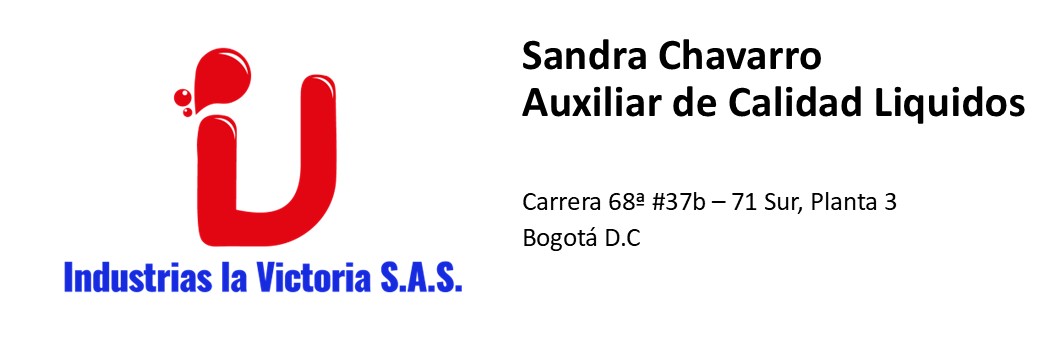 Sandra Chavarro
Auxiliar de Calidad Liquidos
Carrera 68ª #37b – 71 Sur, Planta 3
Bogotá D.C
Industrias la Victoria S.A.S.